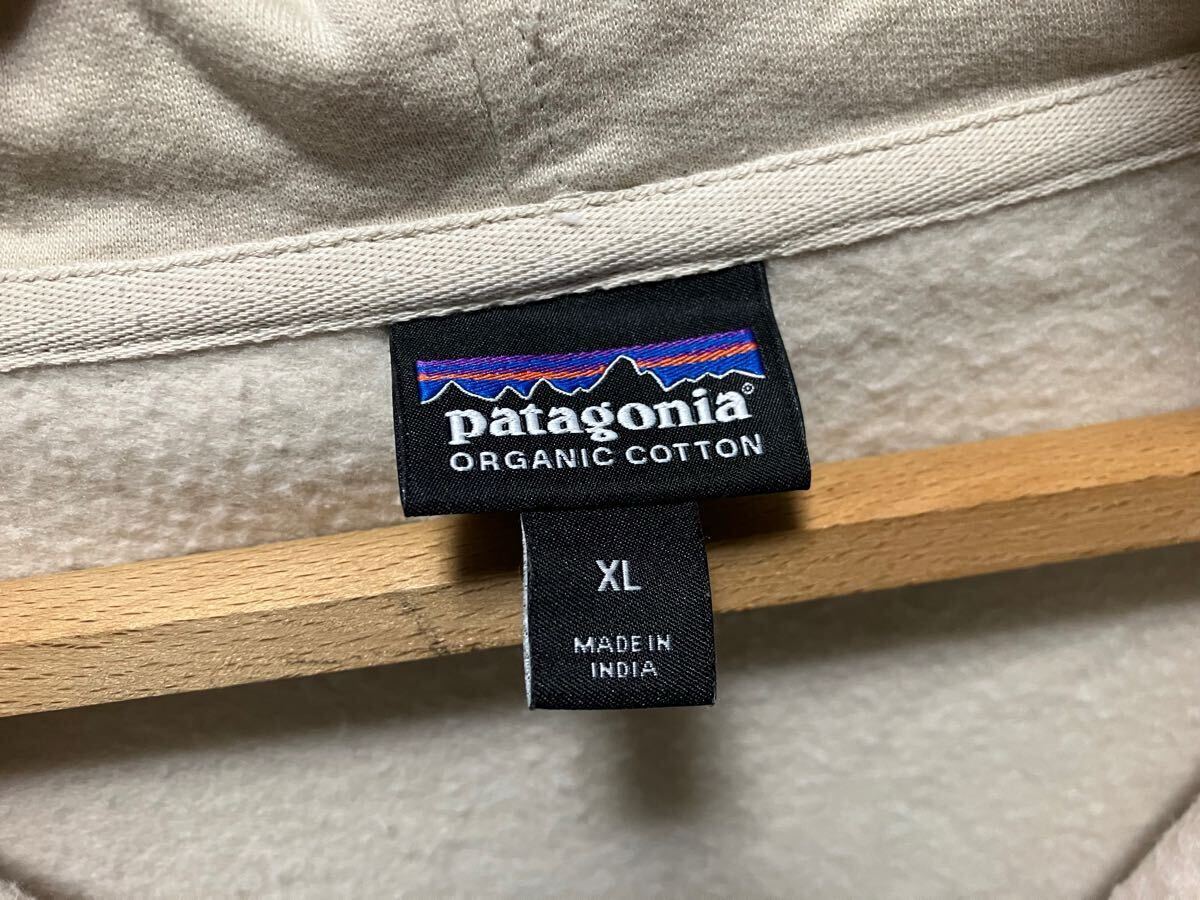 patagonia®
ORGANIC COTTON
XL
MADE IN
INDIA